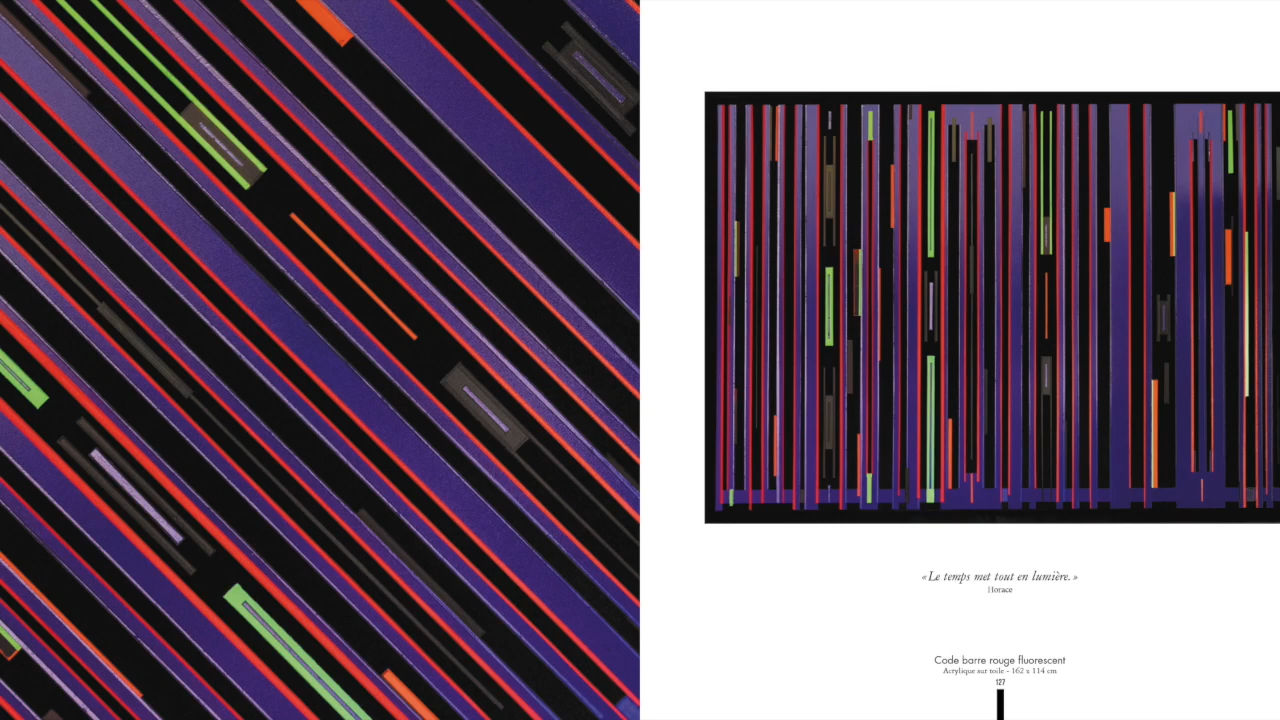 «Le temps met tout en lumière.»
Horace
Code barre rouge fluorescent
Acrylique sur toile - 162 x 114 cm
127